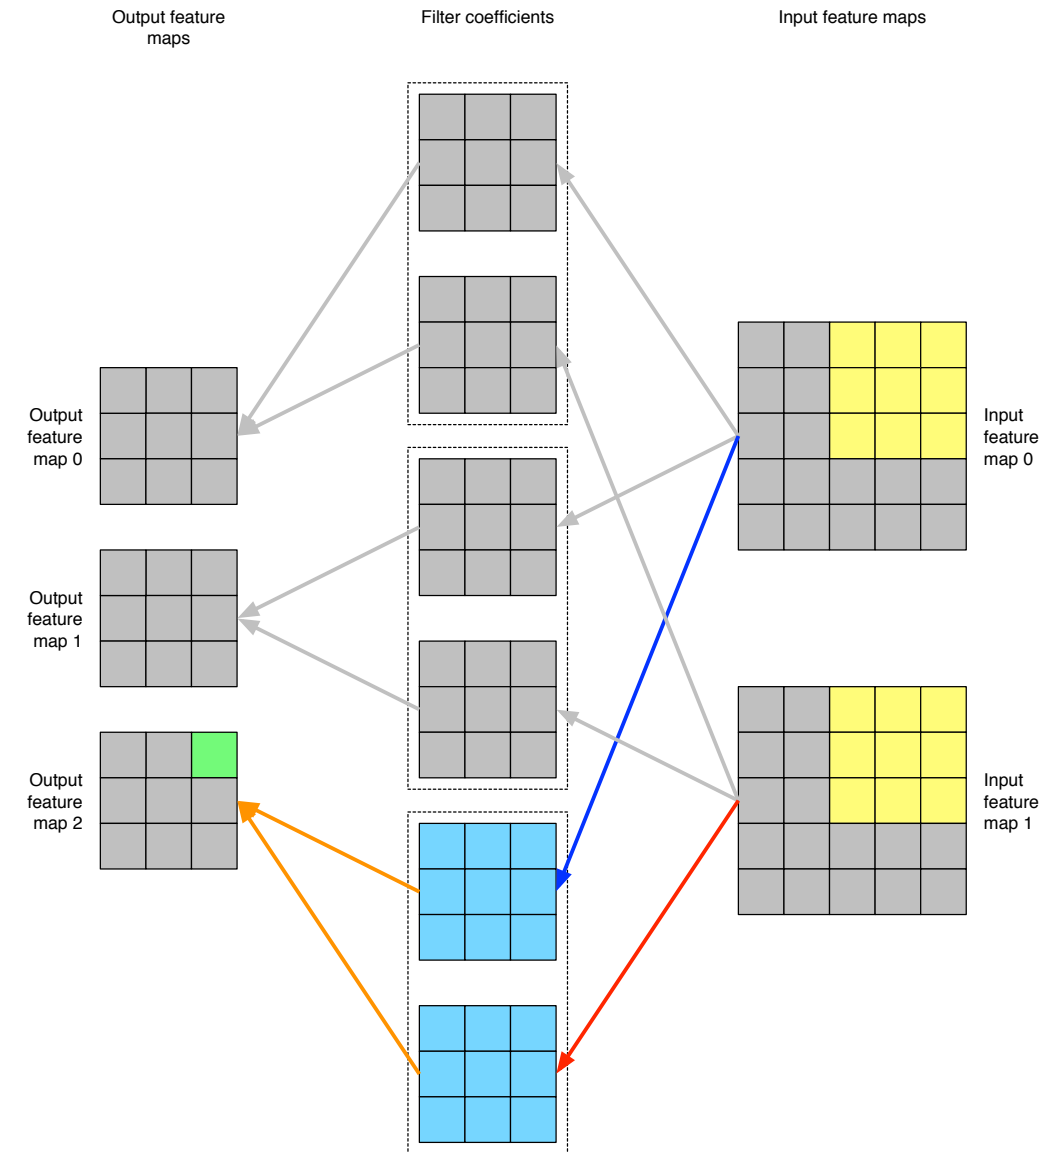 Output feature
maps
Filter coefficients
Input feature maps
Output
feature
map 0
Input
feature
map 0
Output
feature
map 1
Output
feature
map 2
Input
feature
map 1